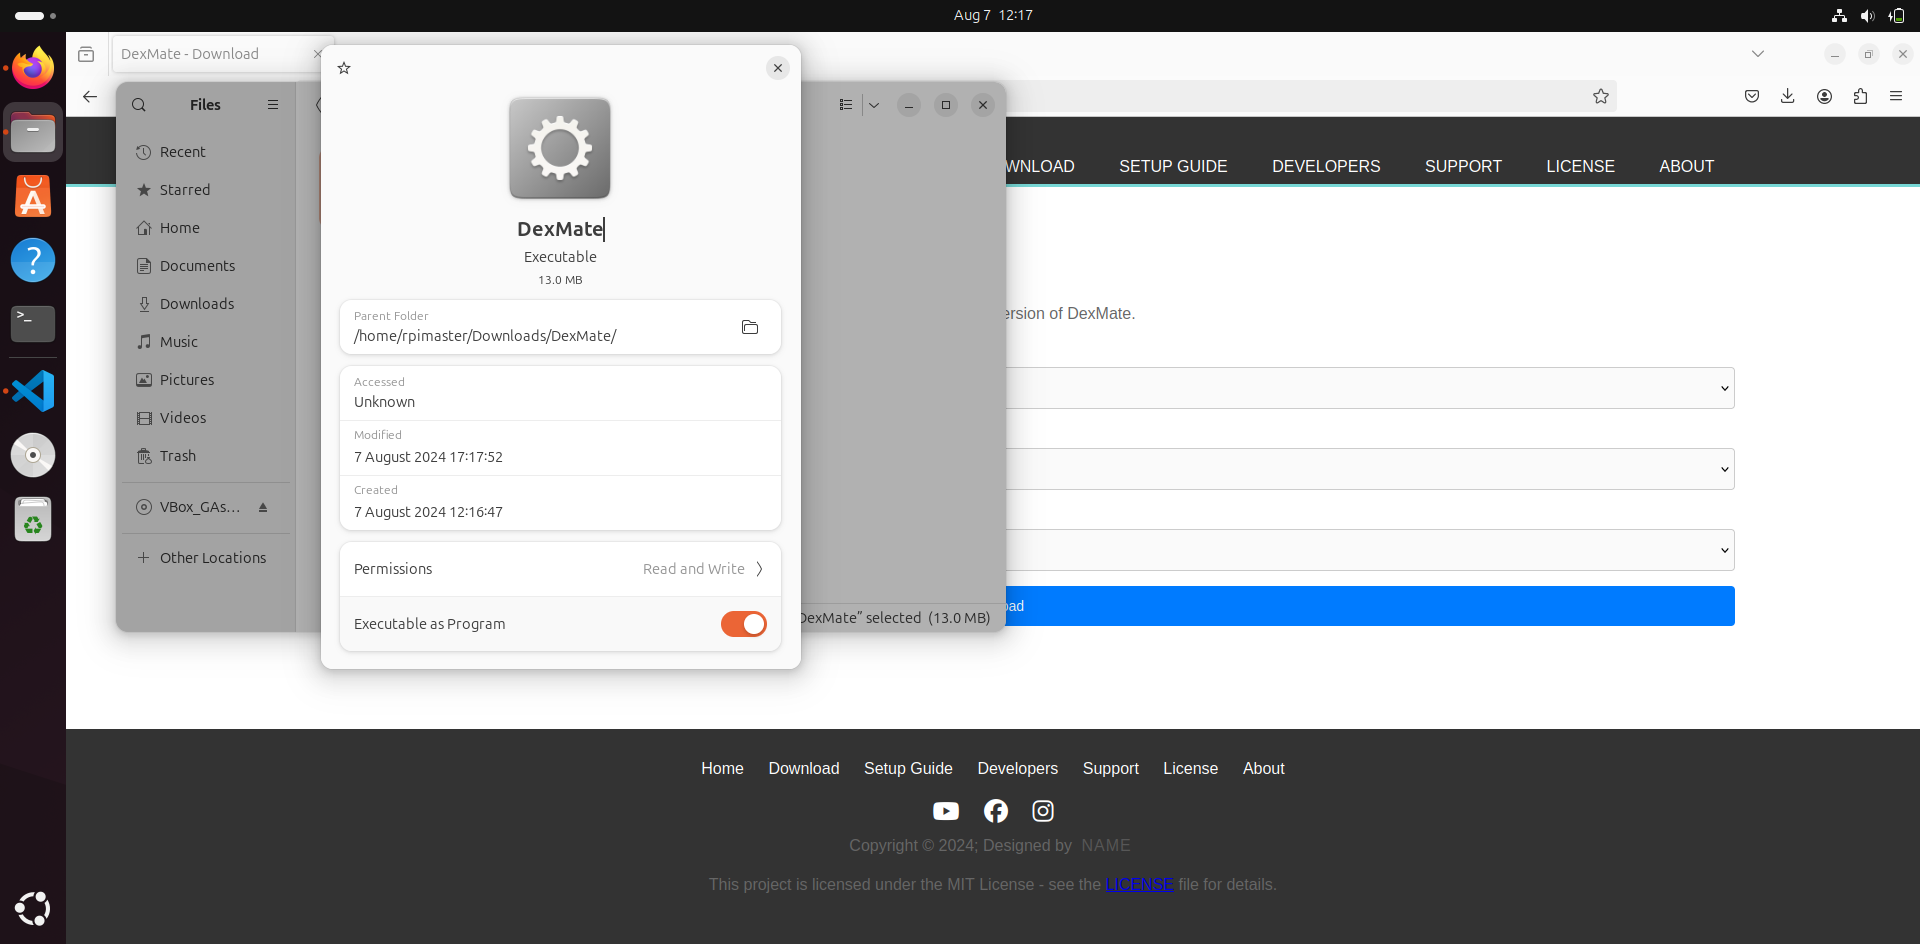 Aug 7 12:17
DexMate - Download
Files
Recent
Starred
Home
Documents
Downloads
Music
Pictures
Videos
Trash
VBox_GAs…
Other Locations
DexMate
Executable
13.0 MB
Parent Folder
/home/rpimaster/Downloads/DexMate/
Accessed
Unknown
Modified
7 August 2024 17:17:52
Created
7 August 2024 12:16:47
Permissions
Read and Write
Executable as Program
DexMate” selected (13.0 MB)
WNLOAD
SETUP GUIDE
DEVELOPERS
SUPPORT
LICENSE
ABOUT
ersion of DexMate.
oad
Home
Download
Setup Guide
Developers
Support
License
About
Copyright © 2024; Designed by NAME
This project is licensed under the MIT License - see the LICENSE file for details.